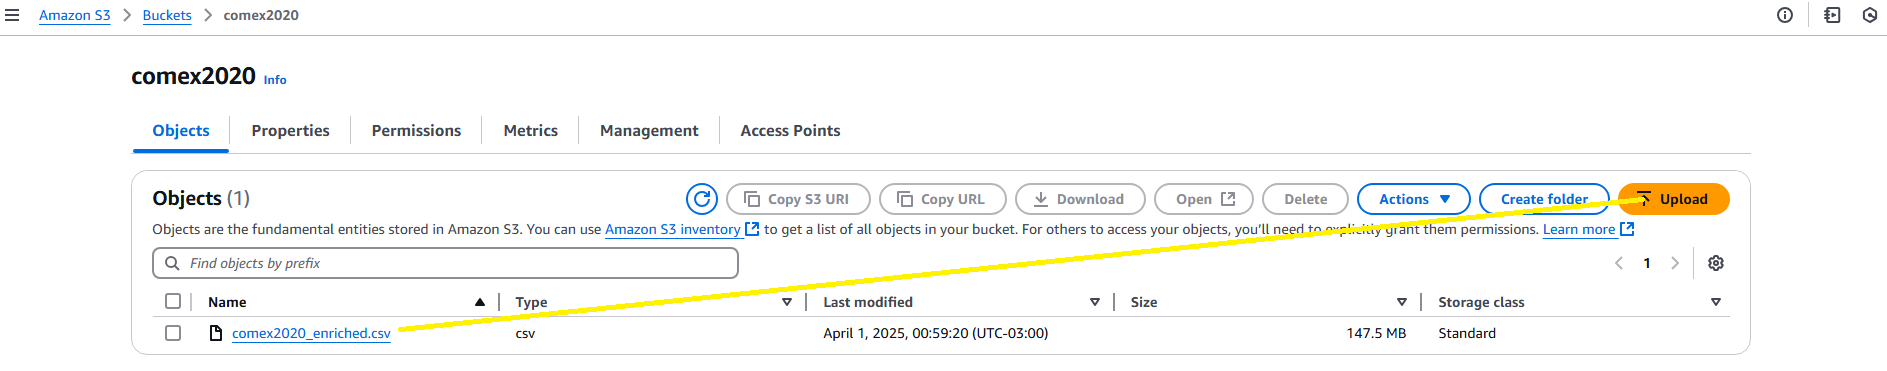 Amazon S3 > Buckets > comex2020
comex2020 Info
Objects Properties Permissions Metrics Management Access Points
Objects (1) Copy S3 URI Copy URL Download Open Delete Actions Create folder Upload
Objects are the fundamental entities stored in Amazon S3. You can use Amazon S3 inventory to get a list of all objects in your bucket. For others to access your objects, you'll need to explicitly grant them permissions. Learn more
Find objects by prefix 1
Name Type Last modified Size Storage class
comex2020_enriched.csv csv April 1, 2025, 00:59:20 (UTC-03:00) 147.5 MB Standard